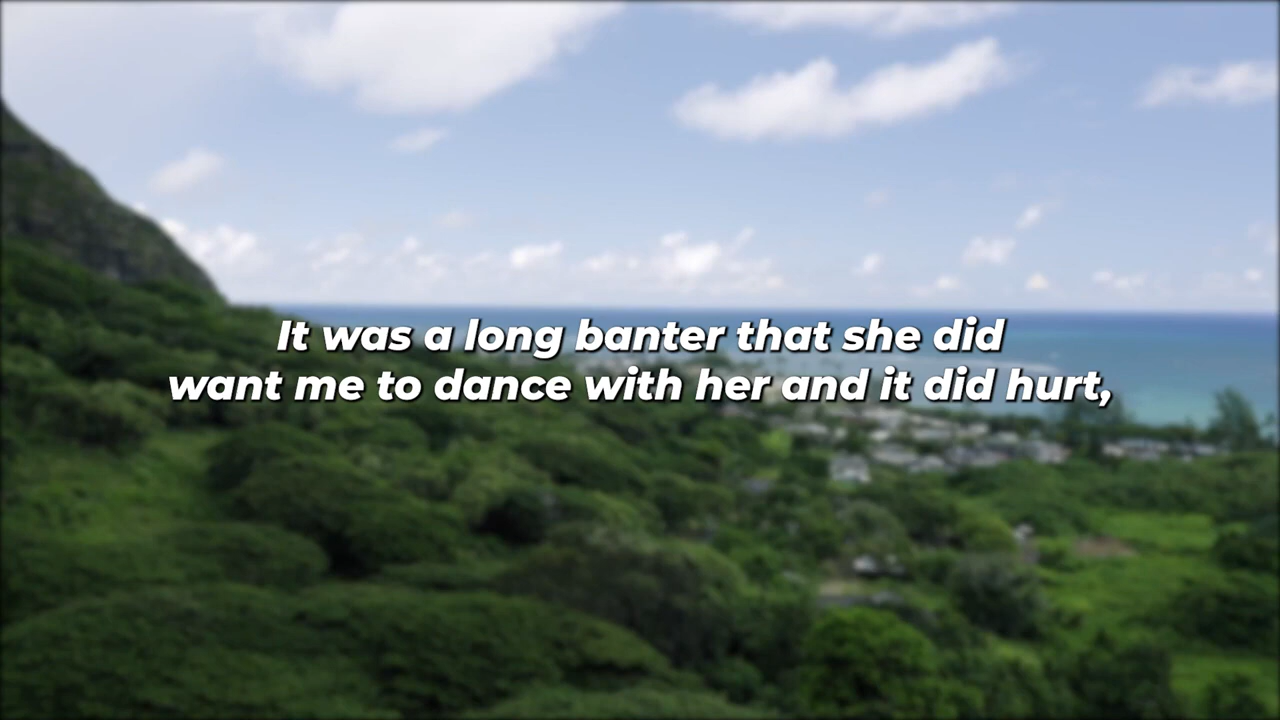 It was a long banter that she did
want me to dance with her and it did hurt,